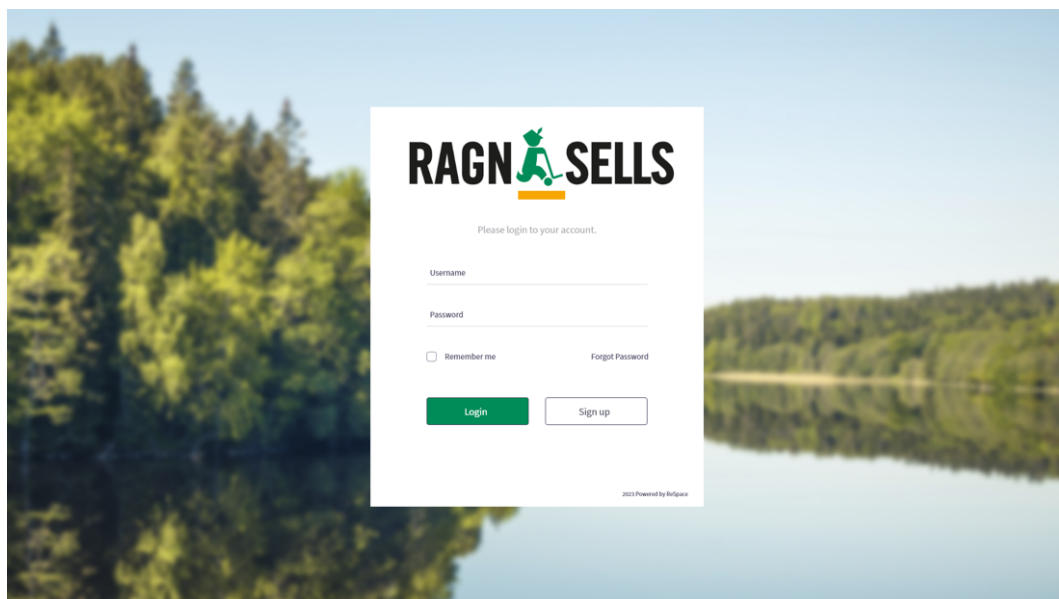 RAGN SELLS
Please login to your account.
Username
Password
Remember me Forgot Password
Login Sign up
2023 Powered by ReSpace